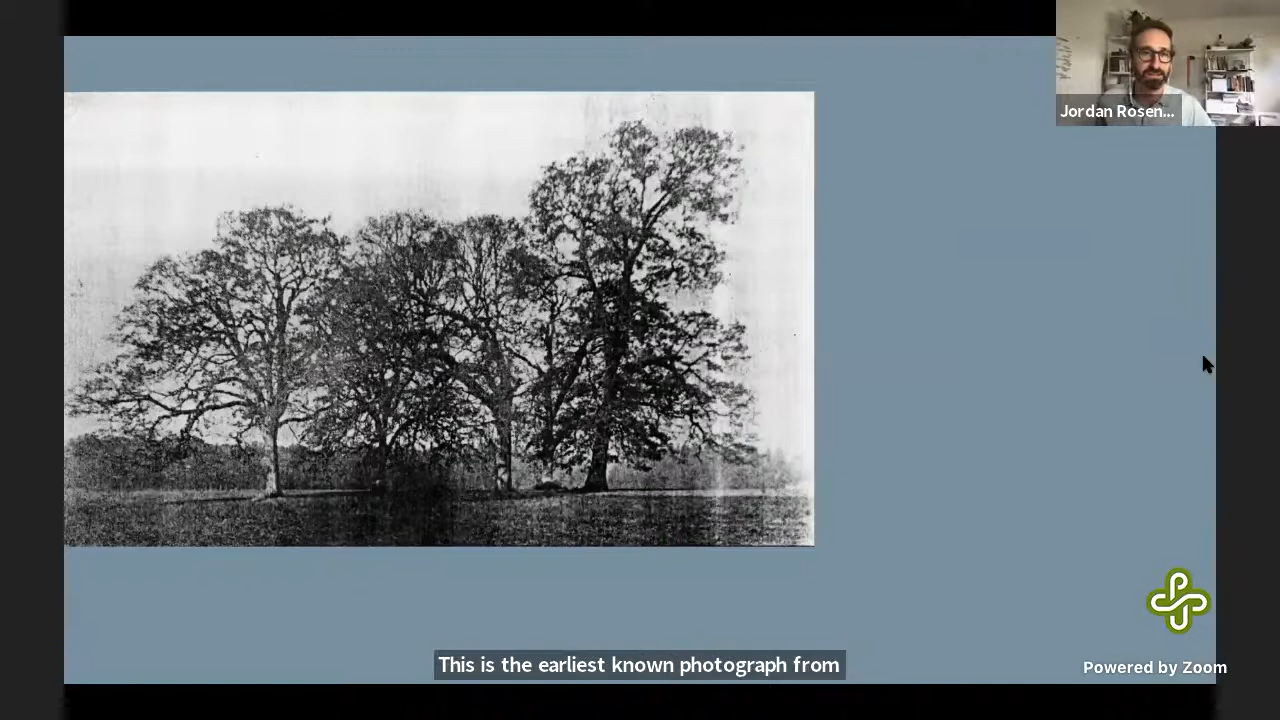 Jordan Rosen...
This is the earliest known photograph from
Powered by Zoom